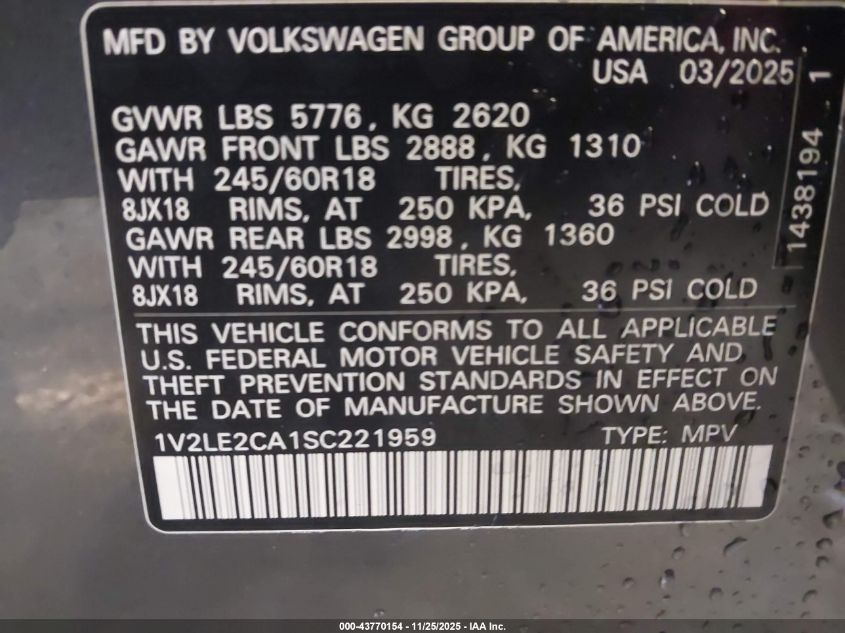 MFD BY VOLKSWAGEN GROUP OF AMERICA, INC.
USA 03/2025
GVWR LBS 5776, KG 2620
GAWR FRONT LBS 2888, KG 1310
WITH 245/60R18 TIRES,
8JX18 RIMS, AT 250 KPA, 36 PSI COLD
GAWR REAR LBS 2998, KG 1360
WITH 245/60R18 TIRES,
8JX18 RIMS, AT 250 KPA, 36 PSI COLD
1438194 1
THIS VEHICLE CONFORMS TO ALL APPLICABLE
U.S. FEDERAL MOTOR VEHICLE SAFETY AND
THEFT PREVENTION STANDARDS IN EFFECT ON
THE DATE OF MANUFACTURE SHOWN ABOVE.
1V2LE2CA1SC221959 TYPE: MPV
000-43770154 - 11/25/2025 - IAA Inc.